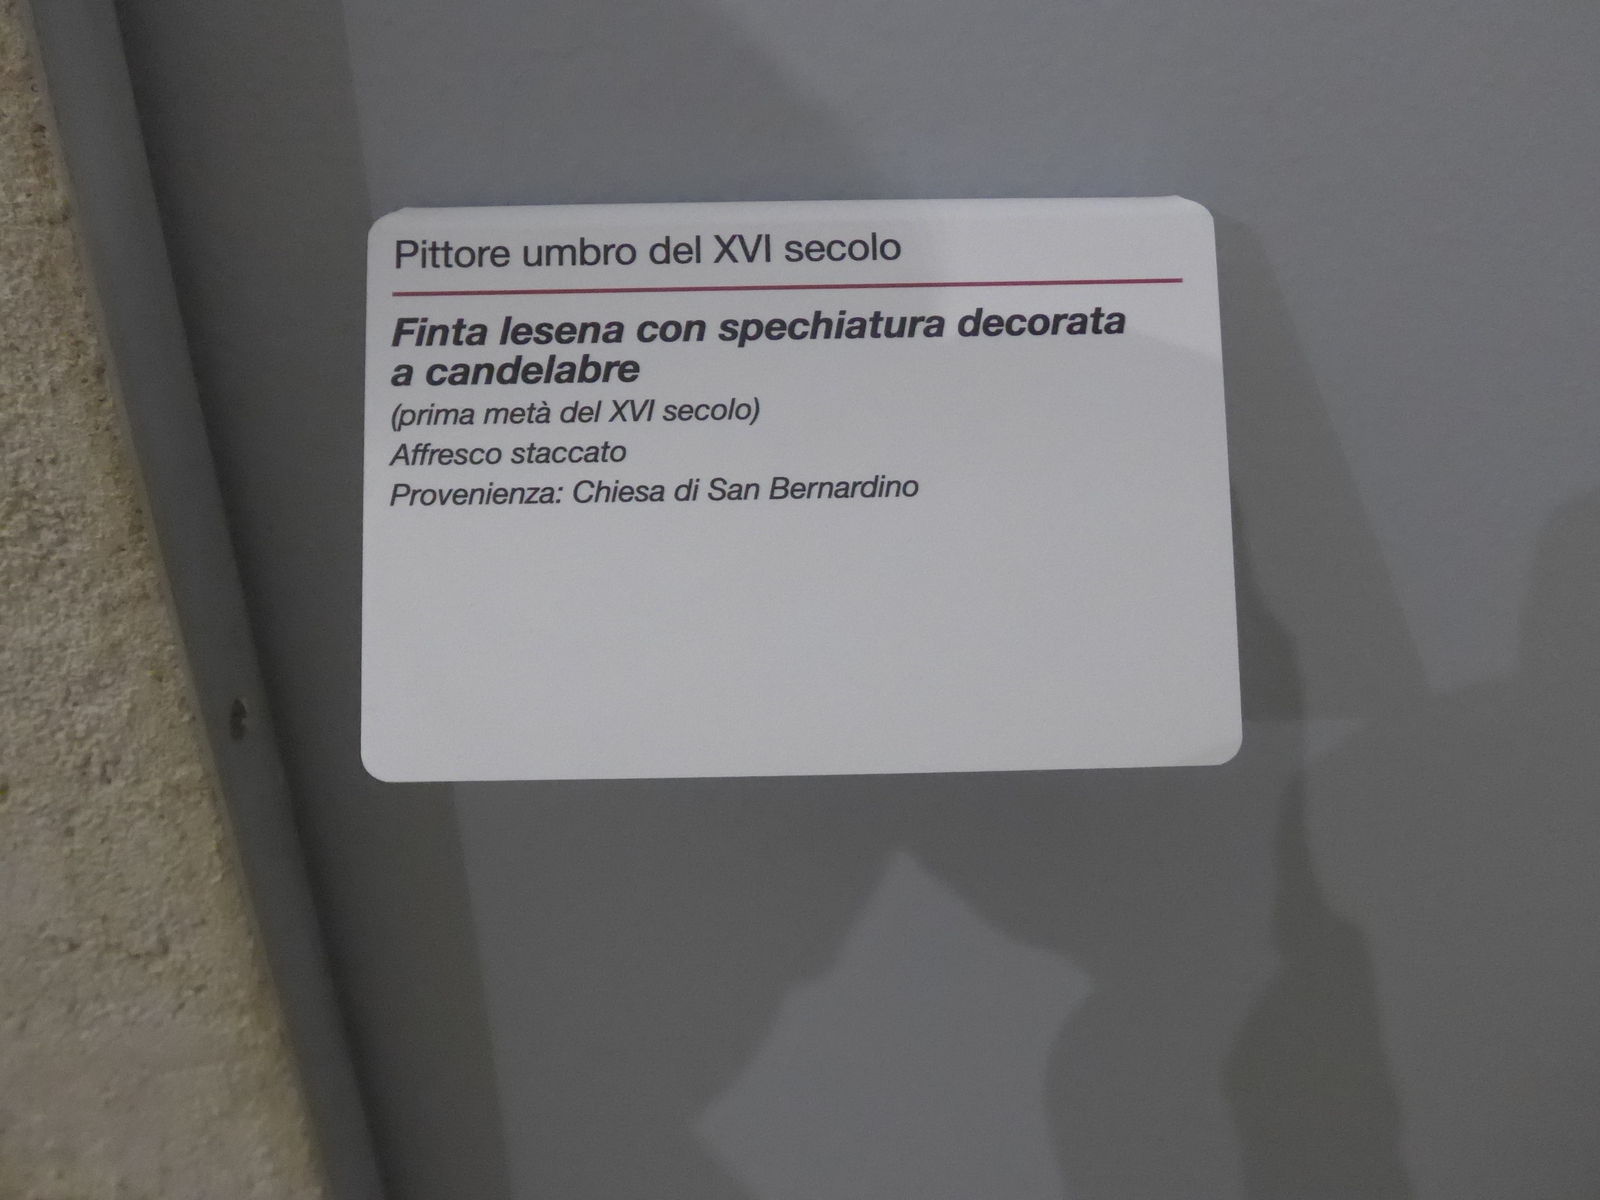 Pittore umbro del XVI secolo
Finta lesena con spechiatura decorata
a candelabre
(prima metà del XVI secolo)
Affresco staccato
Provenienza: Chiesa di San Bernardino